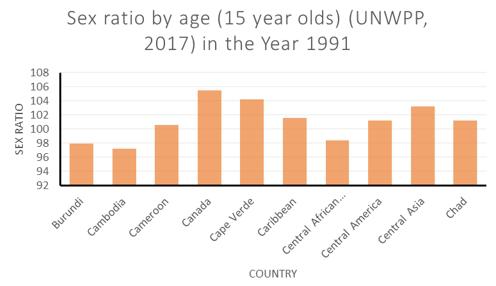 Sex ratio by age (15 year olds) (UNWPP,
2017) in the Year 1991
108
106
104
102
100
98
96
94
92
SEX RATIO
Burundi
Cambodia
Cameroon
Canada
Cape Verde
Caribbean
Central African...
Central America
Central Asia
Chad
COUNTRY